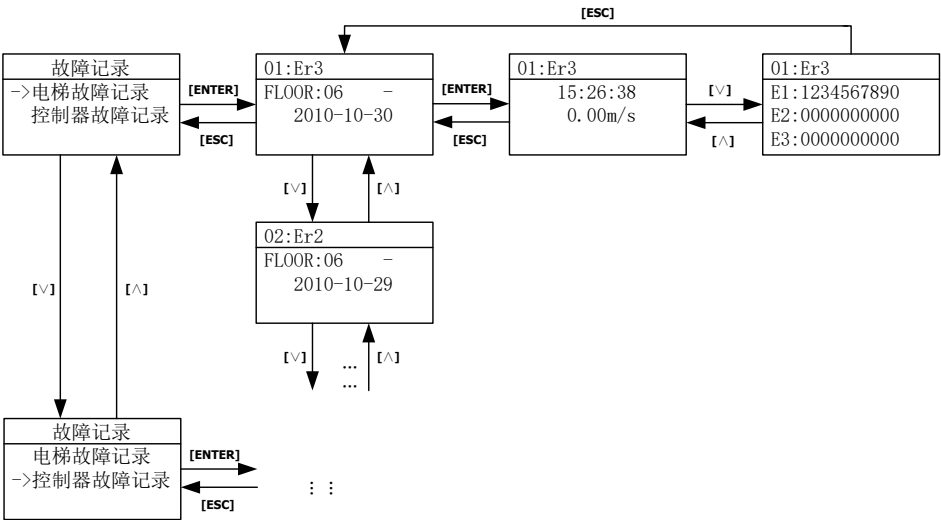 [ESC]
故障记录
->电梯故障记录
控制器故障记录
[ENTER]
[ESC]
01:Er3
FLOOR:06 －
2010-10-30
[ENTER]
[ESC]
01:Er3
15:26:38
0.00m/s
[∨]
[∧]
01:Er3
E1:1234567890
E2:0000000000
E3:0000000000
[∨]
[∧]
02:Er2
FLOOR:06 －
2010-10-29
[∨]
[∧]
[∨]
...
...
[∧]
故障记录
电梯故障记录
->控制器故障记录
[ENTER]
[ESC]
⋮ ⋮